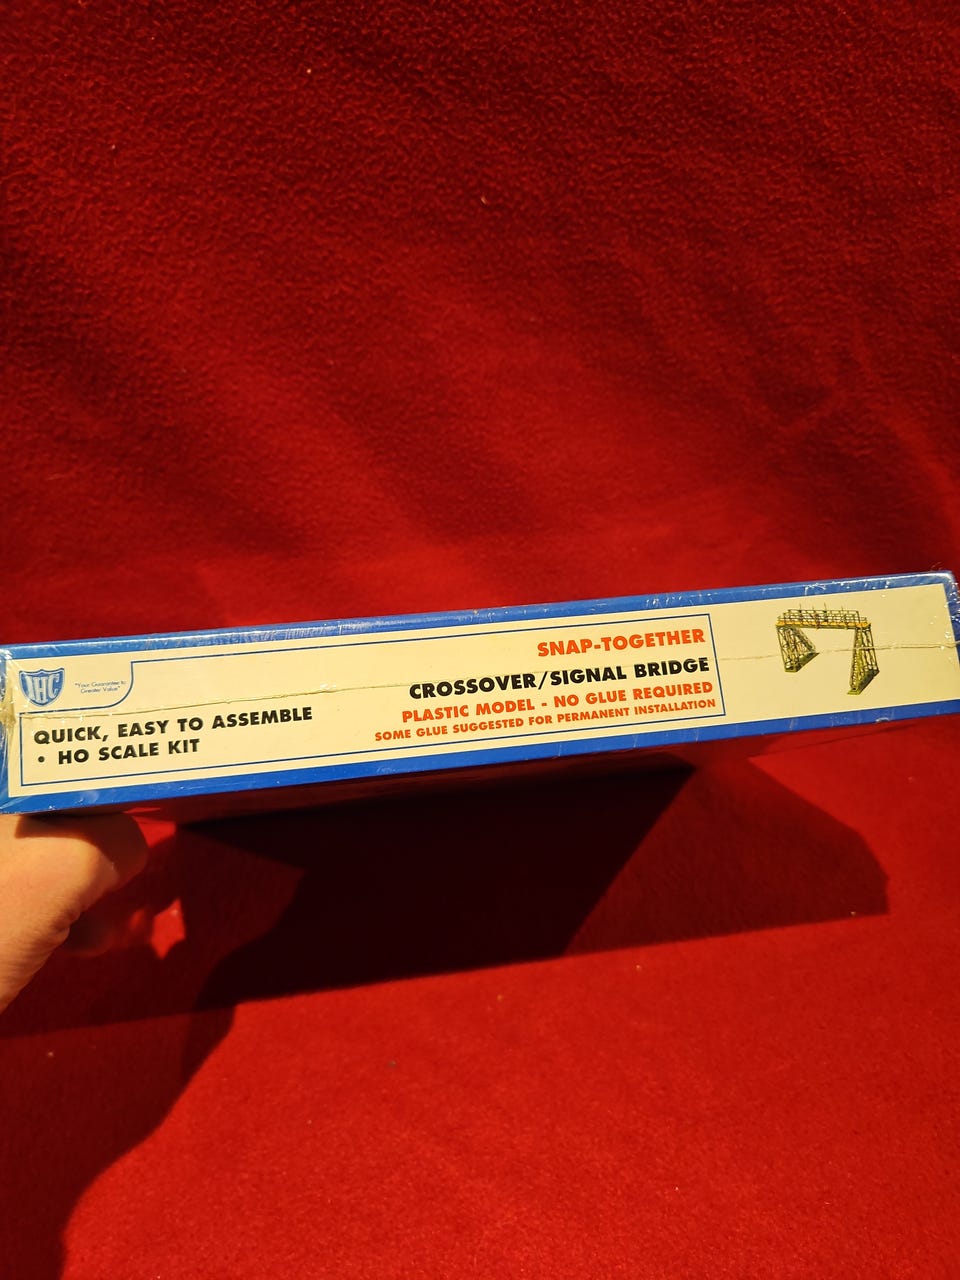 IHC
"Your Guarantee to
Greater Value"
QUICK, EASY TO ASSEMBLE
• HO SCALE KIT
SNAP-TOGETHER
CROSSOVER/SIGNAL BRIDGE
PLASTIC MODEL - NO GLUE REQUIRED
SOME GLUE SUGGESTED FOR PERMANENT INSTALLATION